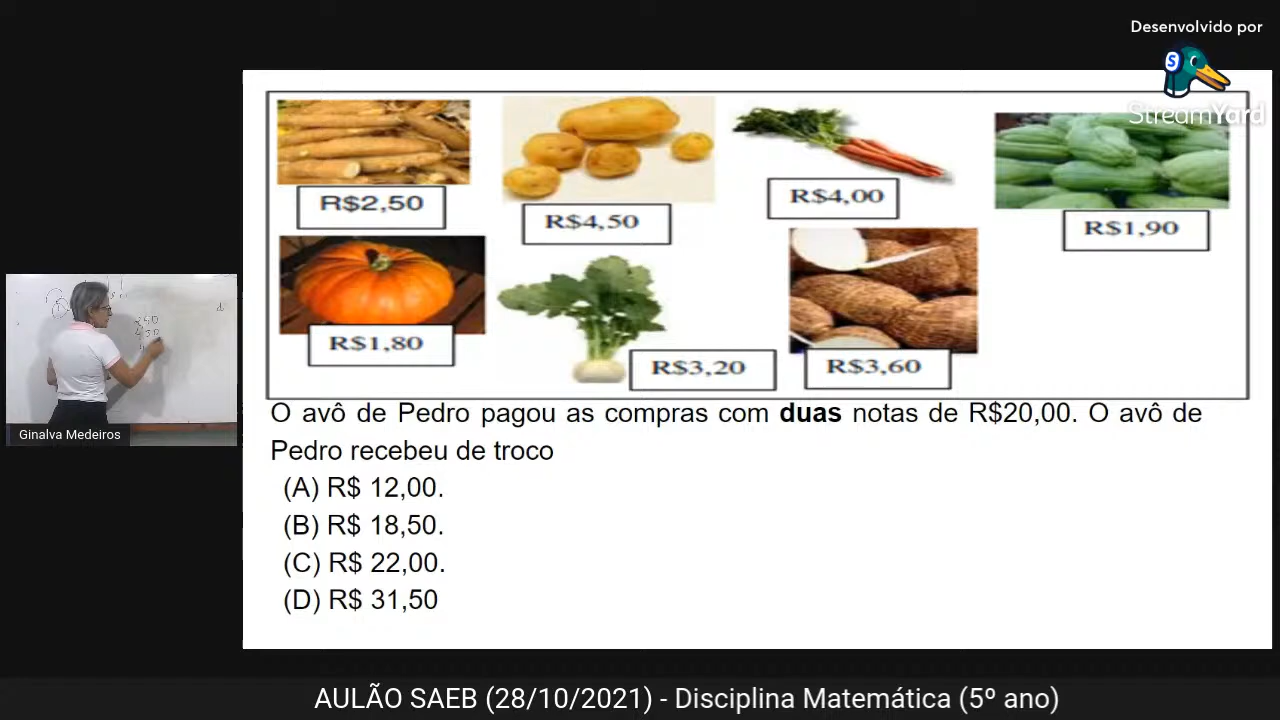 Desenvolvido por
S
StreamYard
R$2,50
R$4,50
R$4,00
R$1,90
R$1,80
R$3,20
R$3,60
O avô de Pedro pagou as compras com duas notas de R$20,00. O avô de
Pedro recebeu de troco
(A) R$ 12,00.
(B) R$ 18,50.
(C) R$ 22,00.
(D) R$ 31,50
Ginalva Medeiros
AULÃO SAEB (28/10/2021) - Disciplina Matemática (5º ano)